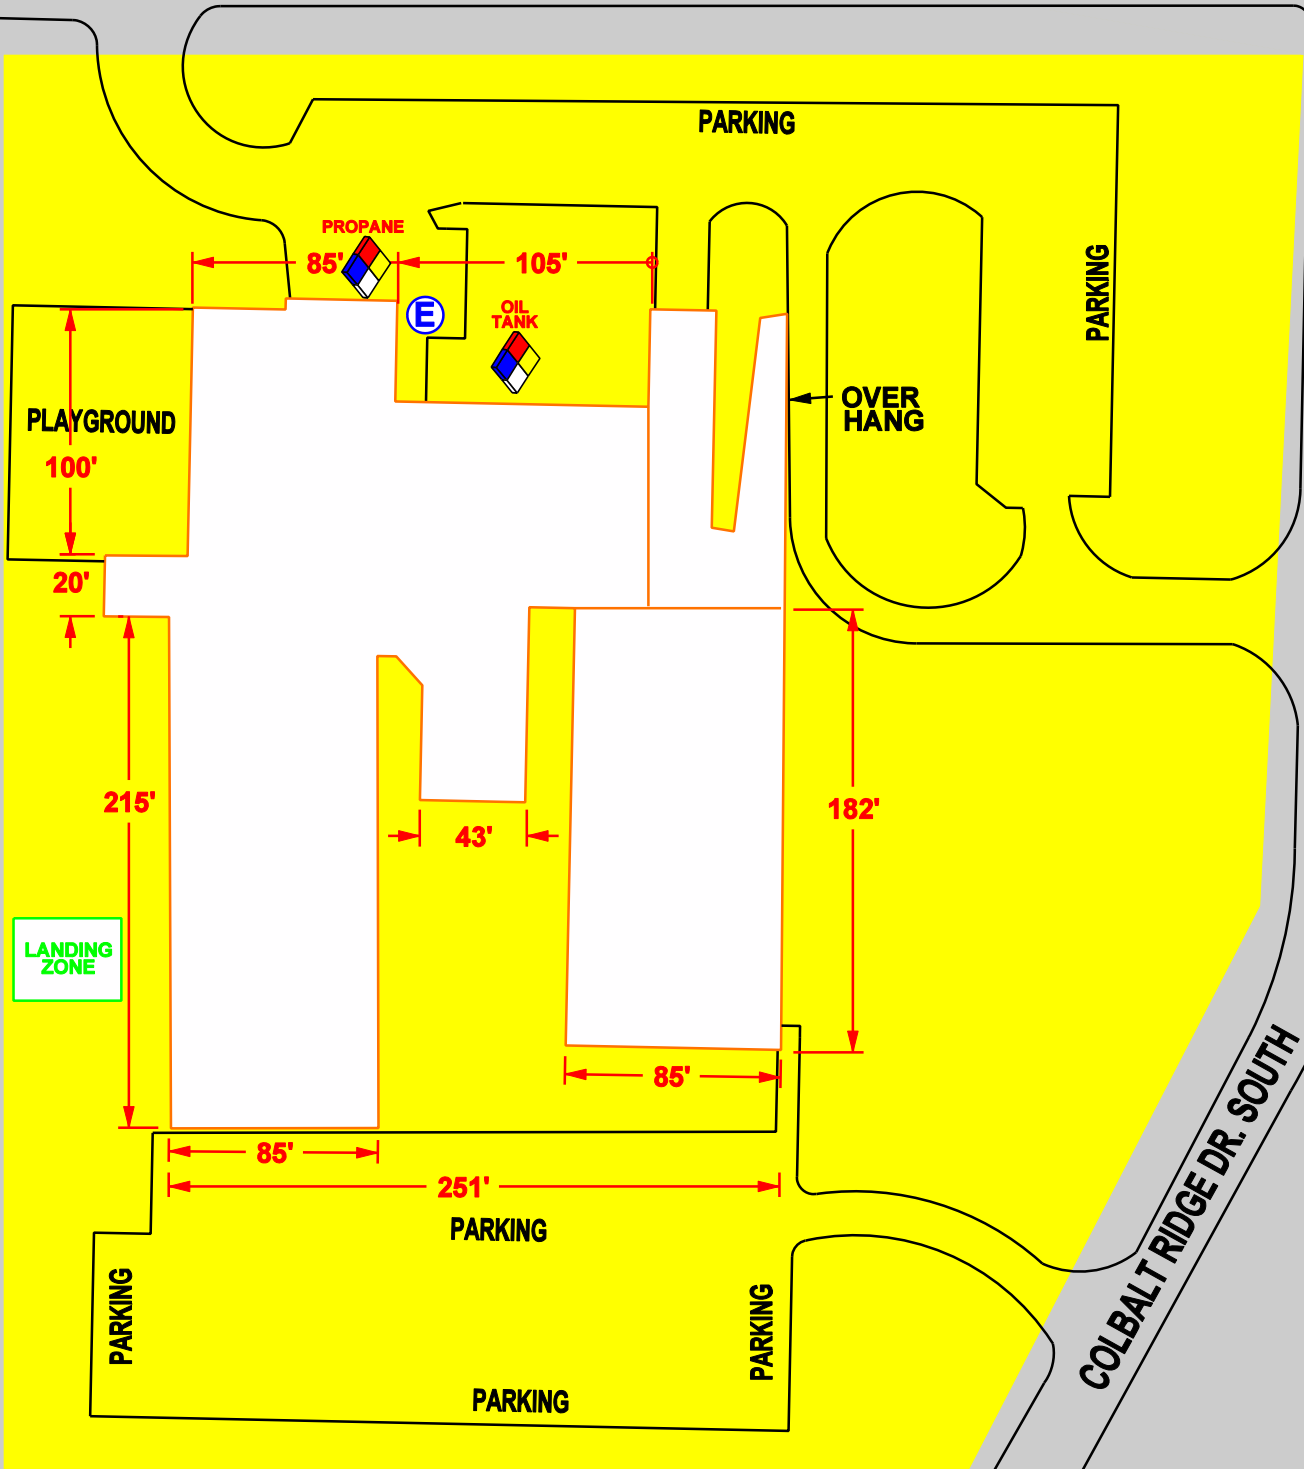 PARKING
PROPANE
85'
105'
PARKING
E
OIL
TANK
OVER
HANG
PLAYGROUND
100'
20'
215'
182'
43'
LANDING
ZONE
85'
85'
251'
PARKING
PARKING
PARKING
PARKING
COLBALT RIDGE DR. SOUTH